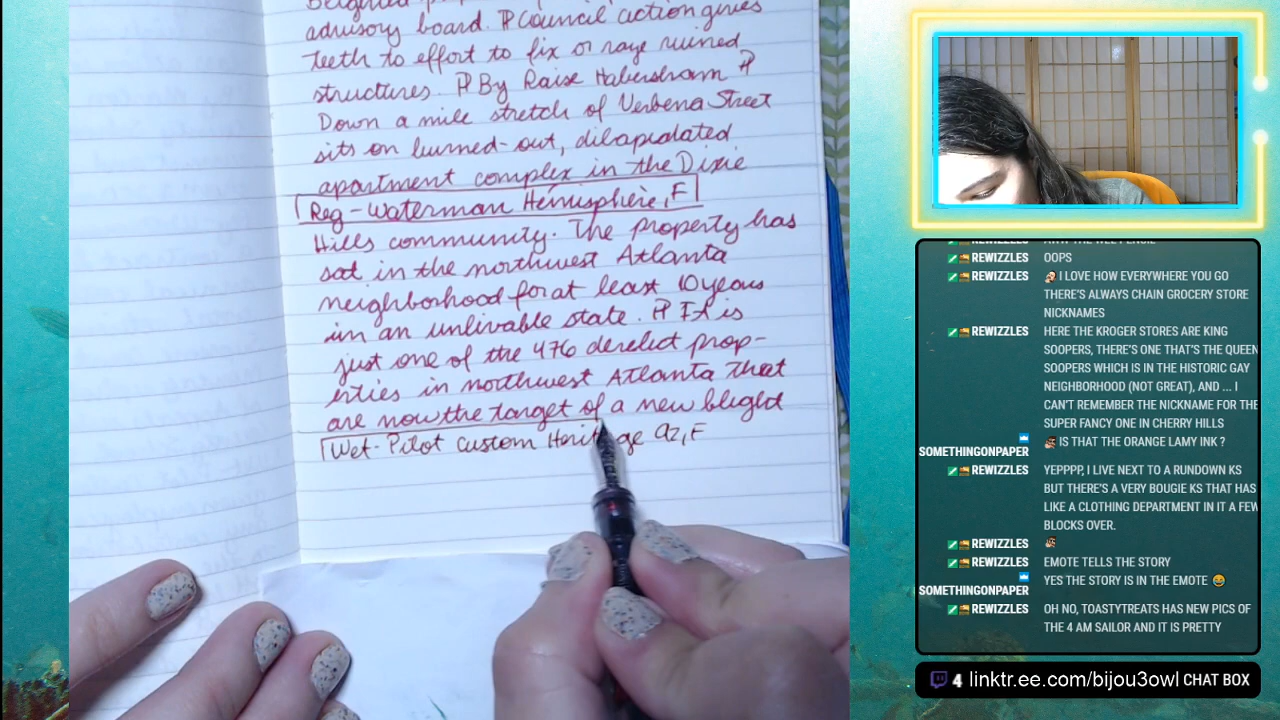 advisory board. ₱ Council action gives
teeth to effort to fix or raze ruined
structures. ₱ By Raisa Habersham ₱
Down a mile stretch of Verbena Street
sits on burned-out, dilapidated
apartment complex in the Dixie
Reg - Waterman Hémisphère, F
Hills community. The property has
sat in the northwest Atlanta
neighborhood for at least 10 years
in an unlivable state. ₱ It is
just one of the 476 derelict prop-
erties in northwest Atlanta that
are now the target of a new blight
Wet - Pilot Custom Heritage 92, F
REWIZZLES
REWIZZLES OOPS
REWIZZLES I LOVE HOW EVERYWHERE YOU GO
THERE'S ALWAYS CHAIN GROCERY STORE
NICKNAMES
REWIZZLES HERE THE KROGER STORES ARE KING
SOOPERS, THERE'S ONE THAT'S THE QUEEN
SOOPERS WHICH IS IN THE HISTORIC GAY
NEIGHBORHOOD (NOT GREAT), AND ... I
CAN'T REMEMBER THE NICKNAME FOR THE
SUPER FANCY ONE IN CHERRY HILLS
SOMETHINGONPAPER IS THAT THE ORANGE LAMY INK ?
REWIZZLES YEPPPP, I LIVE NEXT TO A RUNDOWN KS
BUT THERE'S A VERY BOUGIE KS THAT HAS
LIKE A CLOTHING DEPARTMENT IN IT A FEW
BLOCKS OVER.
REWIZZLES
REWIZZLES EMOTE TELLS THE STORY
SOMETHINGONPAPER YES THE STORY IS IN THE EMOTE 😂
REWIZZLES OH NO, TOASTYTREATS HAS NEW PICS OF
THE 4 AM SAILOR AND IT IS PRETTY
4 linktr.ee.com/bijou3owl CHAT BOX